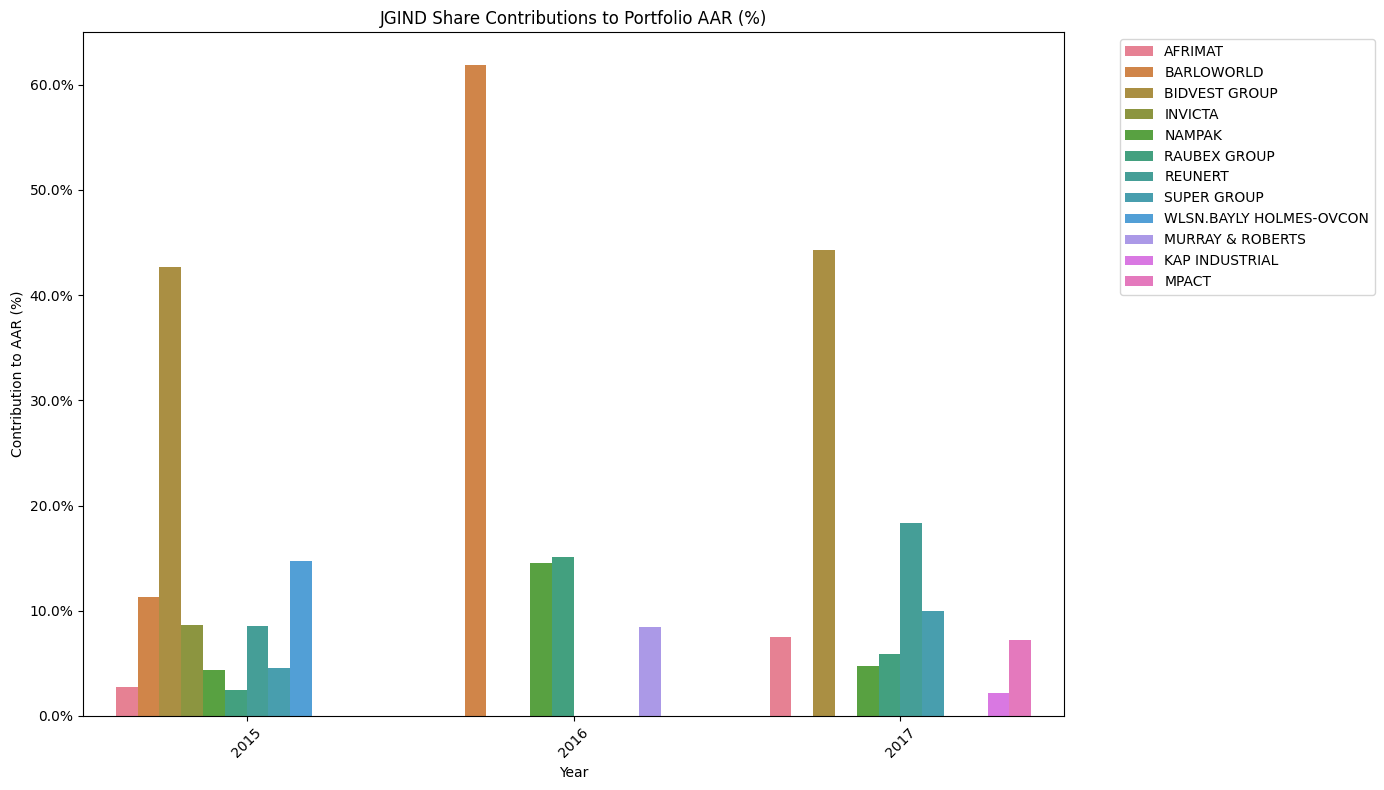 JGIND Share Contributions to Portfolio AAR (%)
AFRIMAT
BARLOWORLD
BIDVEST GROUP
INVICTA
NAMPAK
RAUBEX GROUP
REUNERT
SUPER GROUP
WLSN.BAYLY HOLMES-OVCON
MURRAY & ROBERTS
KAP INDUSTRIAL
MPACT
Contribution to AAR (%)
60.0%
50.0%
40.0%
30.0%
20.0%
10.0%
0.0%
2015
2016
2017
Year